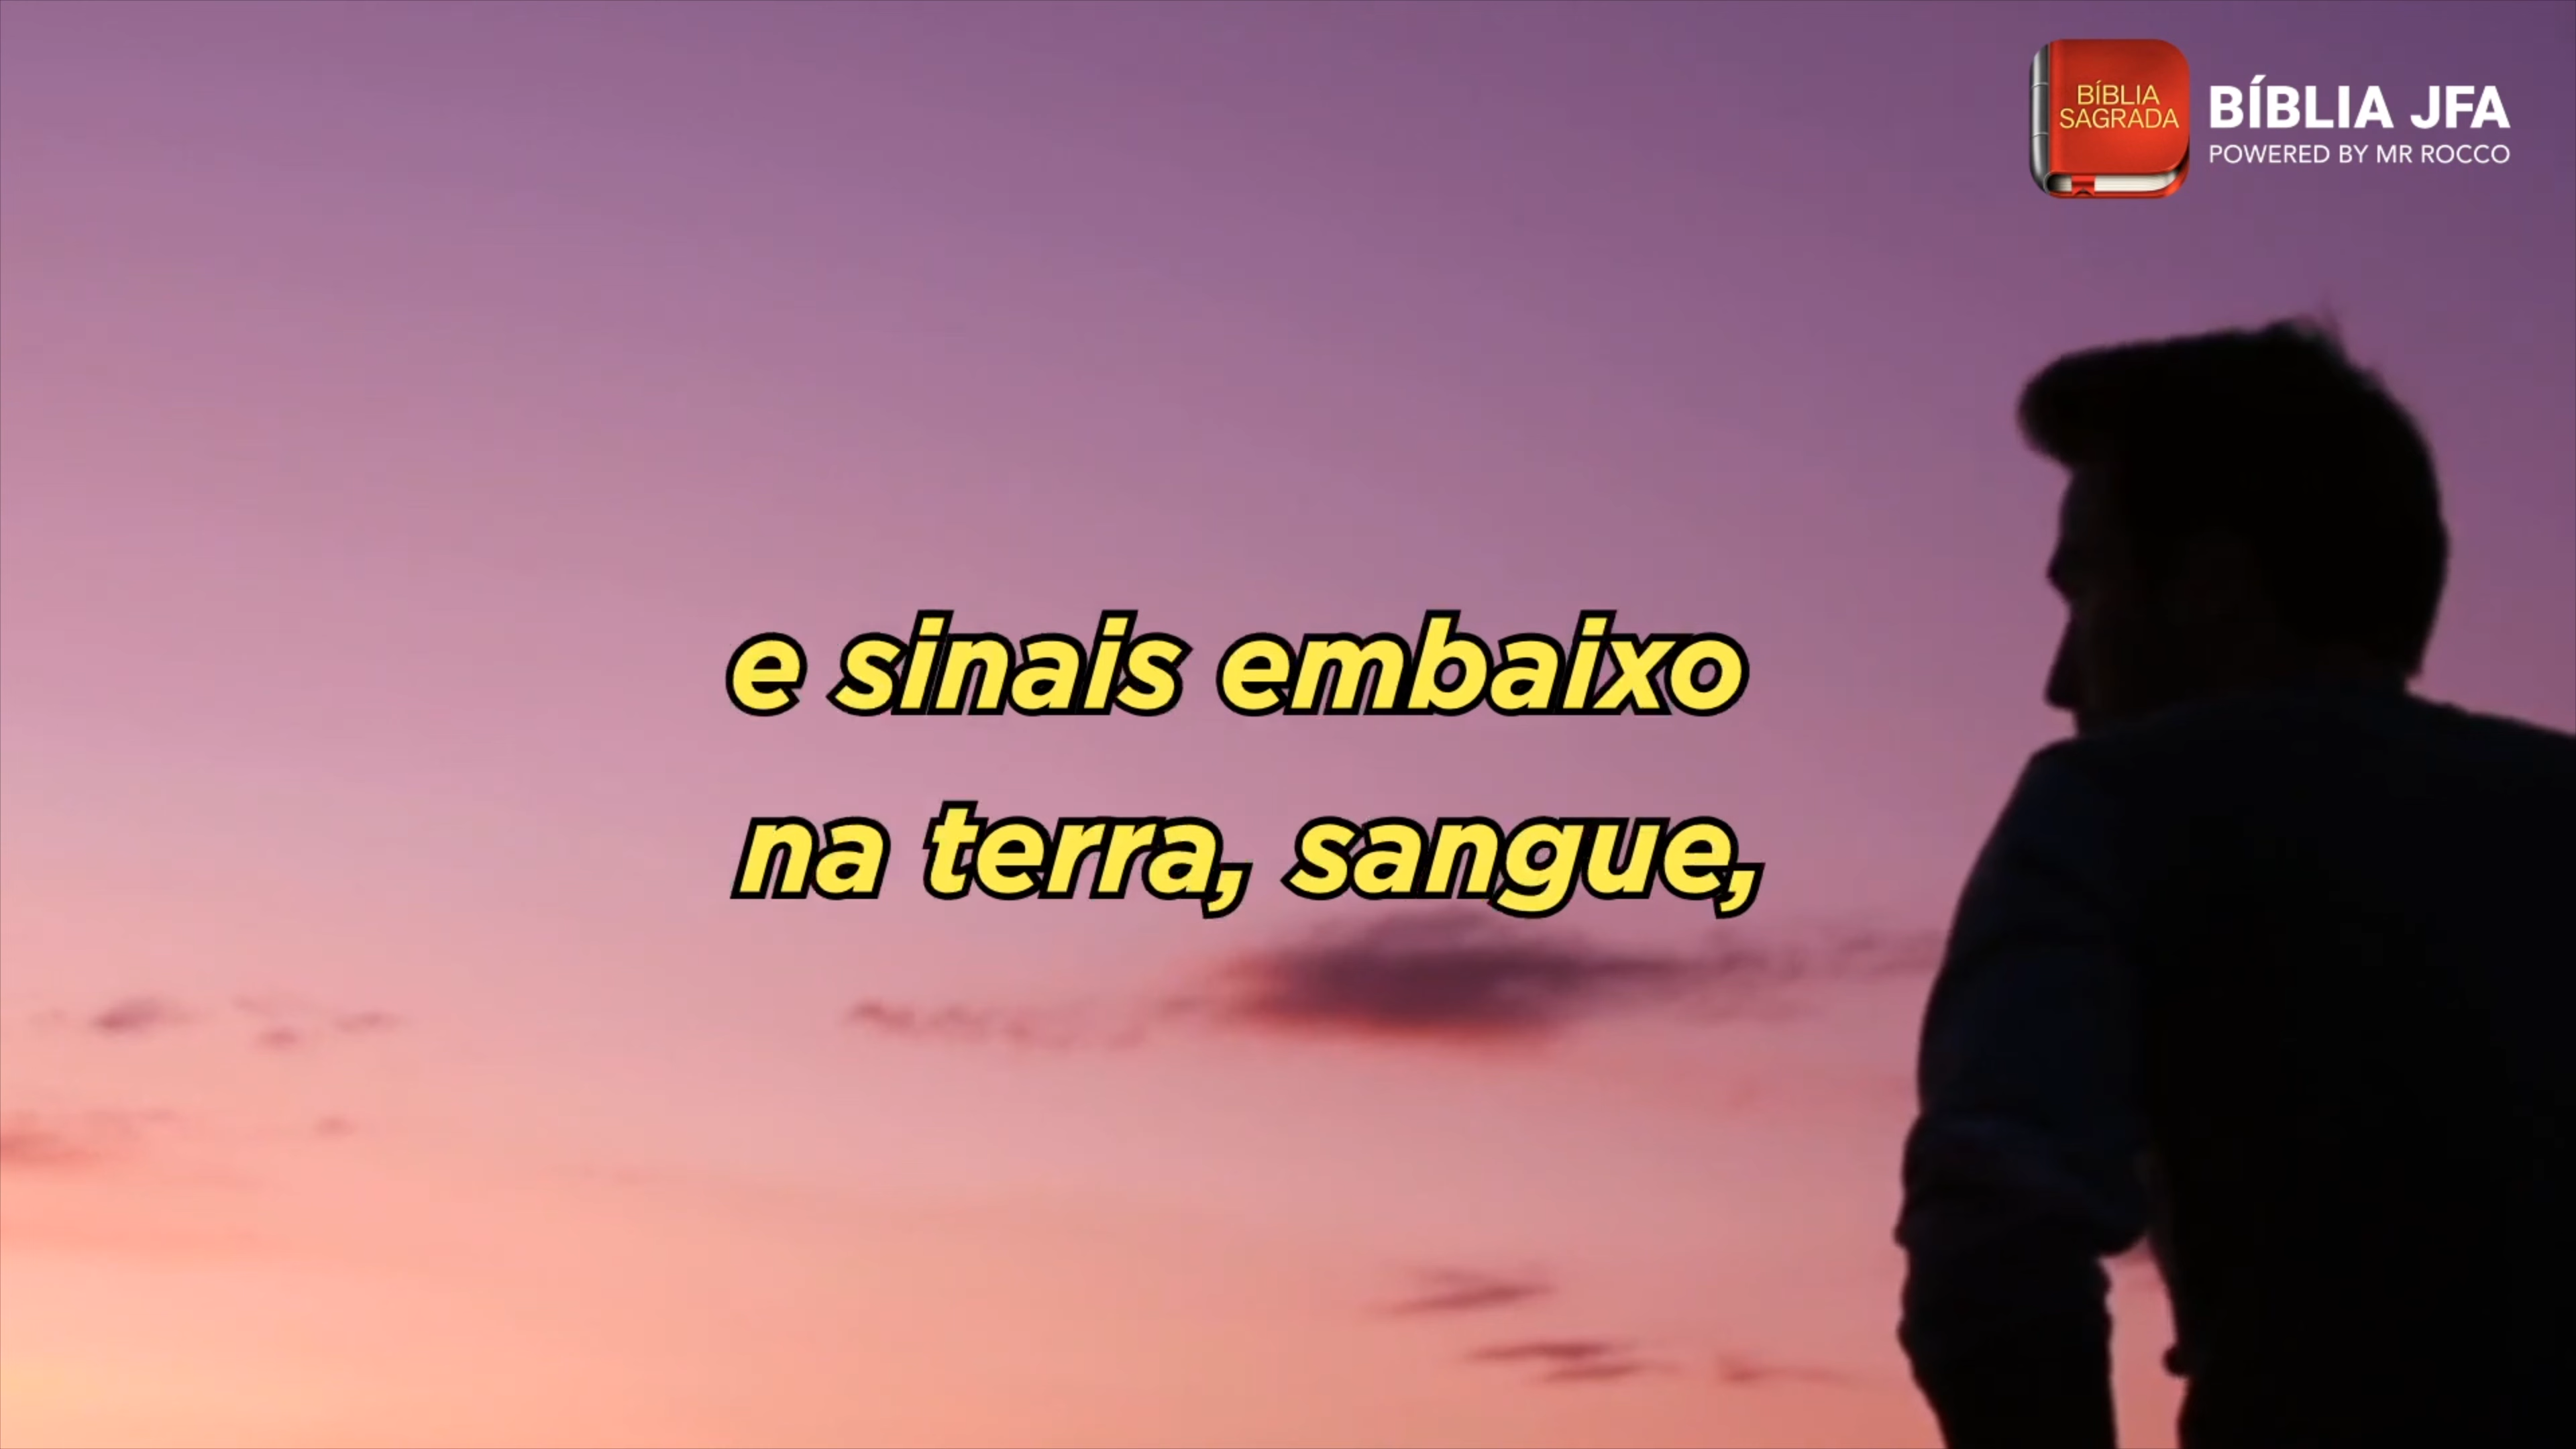 BÍBLIA
SAGRADA
BÍBLIA JFA
POWERED BY MR ROCCO
e sinais embaixo
na terra, sangue,